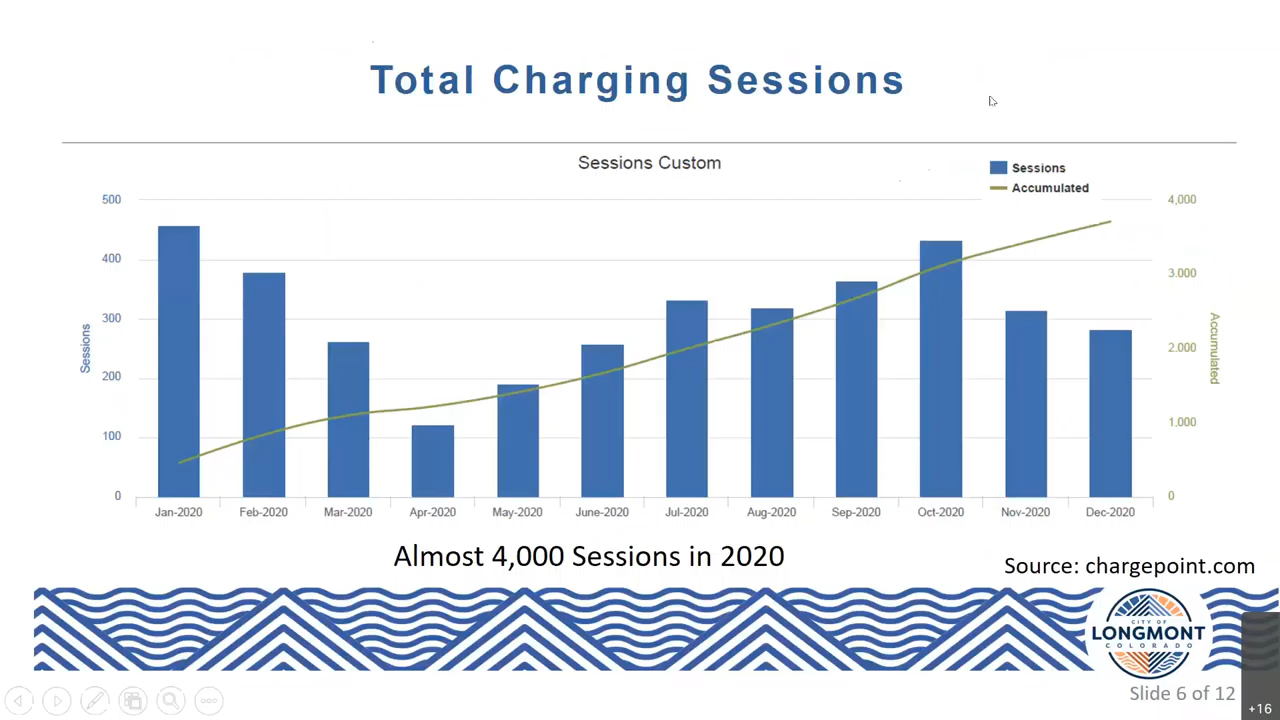 Total Charging Sessions
Sessions Custom
Sessions
Accumulated
500
400
300
200
100
0
Sessions
4,000
3.000
2.000
1,000
0
Accumulated
Jan-2020 Feb-2020 Mar-2020 Apr-2020 May-2020 June-2020 Jul-2020 Aug-2020 Sep-2020 Oct-2020 Nov-2020 Dec-2020
Almost 4,000 Sessions in 2020
Source: chargepoint.com
CITY OF
LONGMONT
COLORADO
Slide 6 of 12
+16